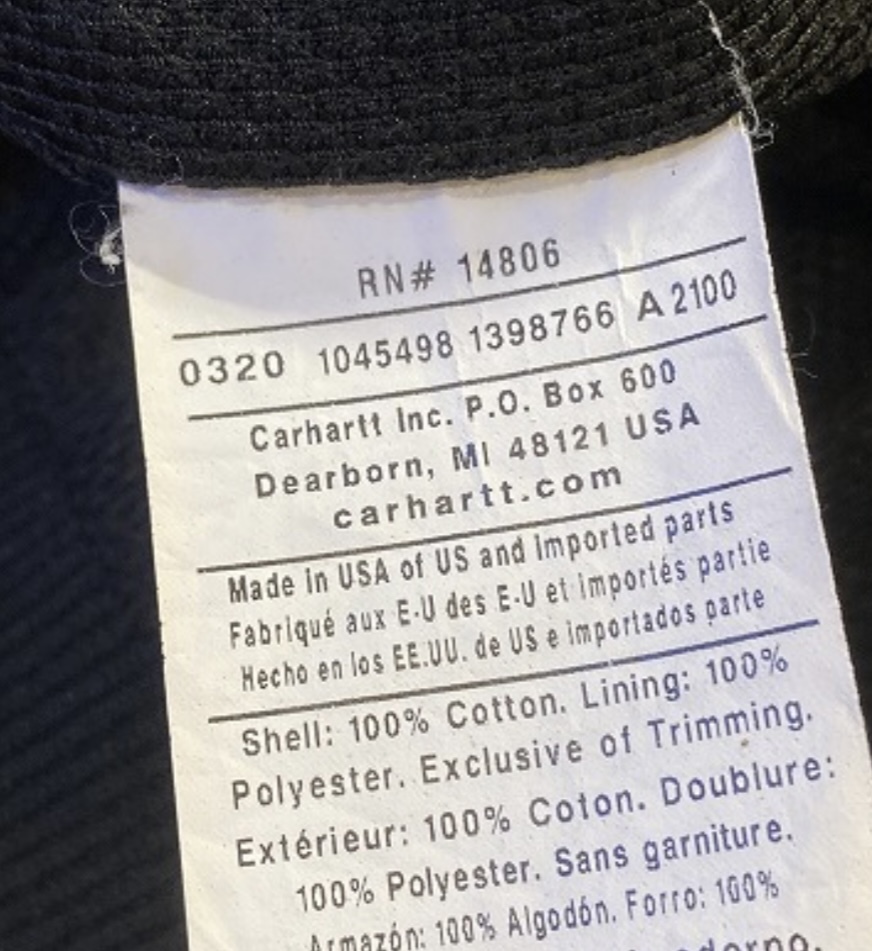 RN# 14806
0320 1045498 1398766 A 2100
Carhartt Inc. P.O. Box 600
Dearborn, MI 48121 USA
carhartt.com
Made in USA of US and imported parts
Fabriqué aux E-U des E-U et importés partie
Hecho en los EE.UU. de US e importados parte
Shell: 100% Cotton. Lining: 100%
Polyester. Exclusive of Trimming.
Extérieur: 100% Coton. Doublure:
100% Polyester. Sans garniture.
Armazón: 100% Algodón. Forro: 100%